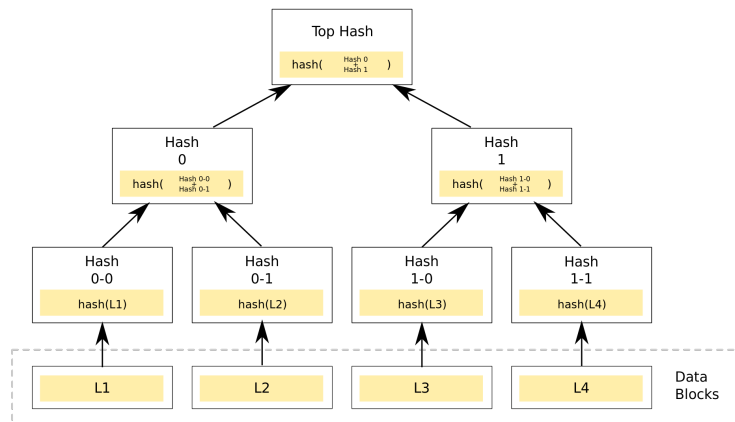 Top Hash
hash( Hash 0 + Hash 1 )
Hash
0
hash( Hash 0-0 + Hash 0-1 )
Hash
1
hash( Hash 1-0 + Hash 1-1 )
Hash
0-0
hash(L1)
Hash
0-1
hash(L2)
Hash
1-0
hash(L3)
Hash
1-1
hash(L4)
L1
L2
L3
L4
Data
Blocks